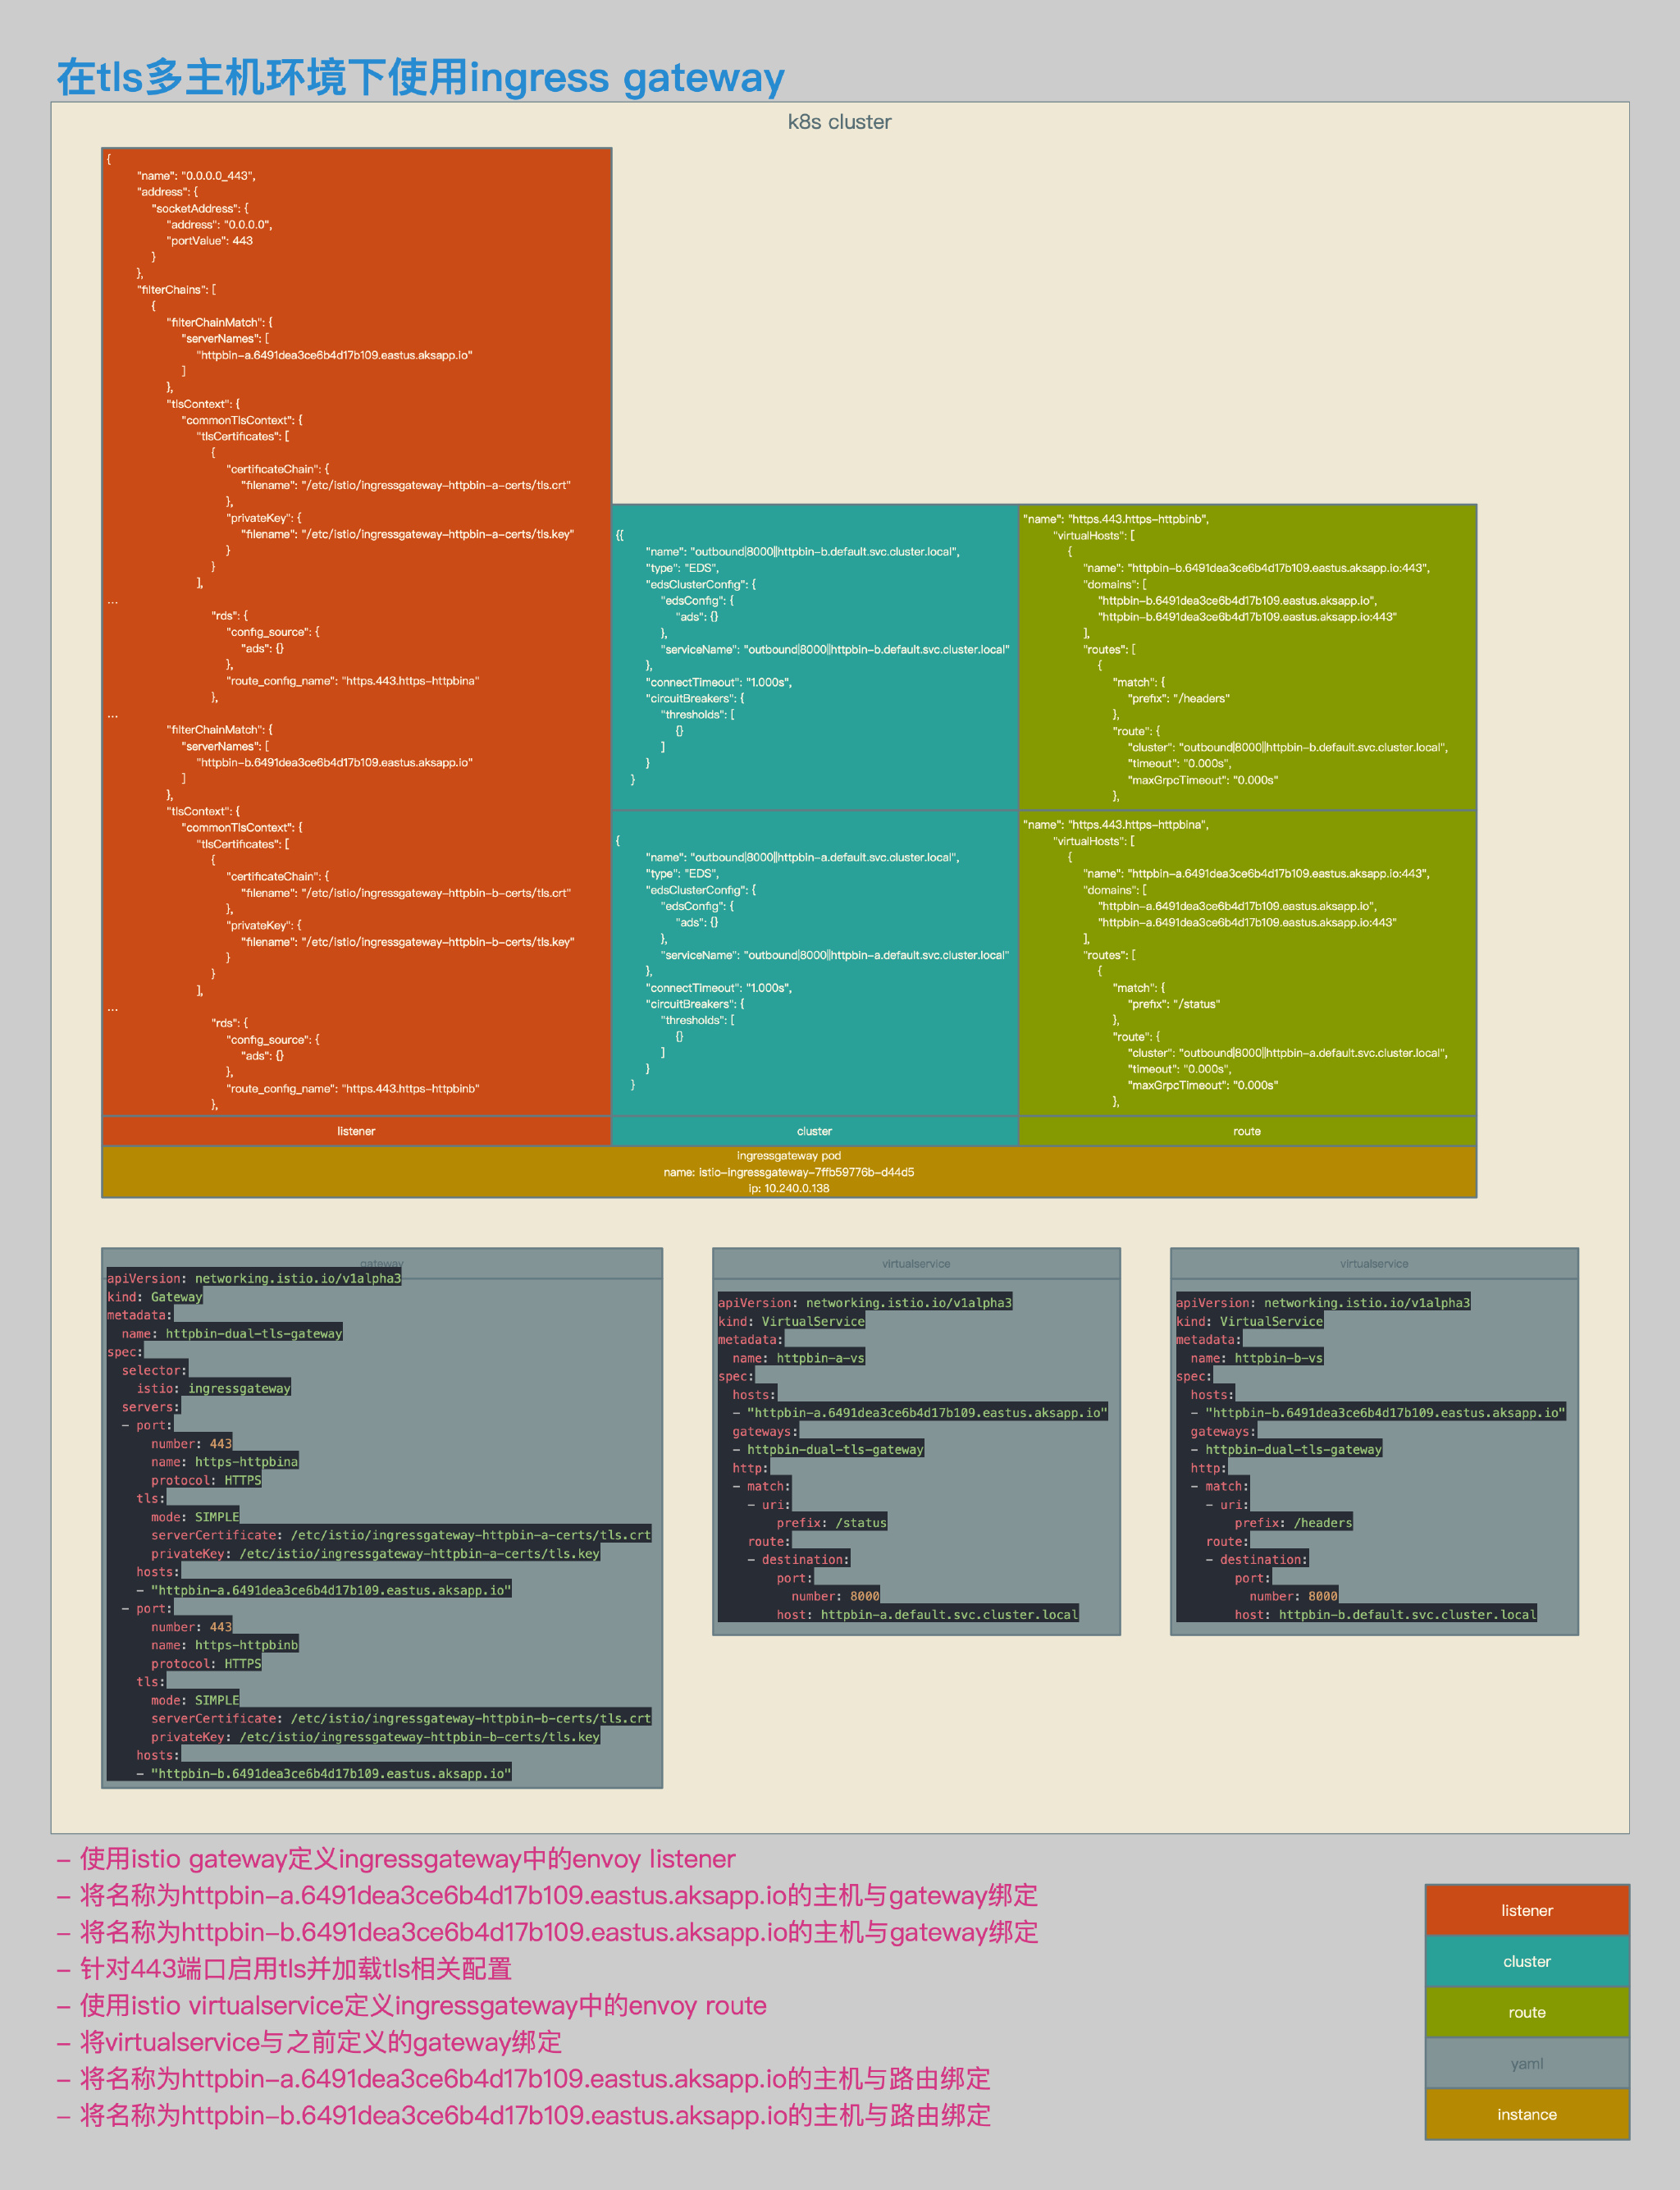 在tls多主机环境下使用ingress gateway
k8s cluster
{
"name": "0.0.0.0_443",
"address": {
"socketAddress": {
"address": "0.0.0.0",
"portValue": 443
}
},
"filterChains": [
{
"filterChainMatch": {
"serverNames": [
"httpbin-a.6491dea3ce6b4d17b109.eastus.aksapp.io"
]
},
"tlsContext": {
"commonTlsContext": {
"tlsCertificates": [
{
"certificateChain": {
"filename": "/etc/istio/ingressgateway-httpbin-a-certs/tls.crt"
},
"privateKey": {
"filename": "/etc/istio/ingressgateway-httpbin-a-certs/tls.key"
}
}
],
...
"rds": {
"config_source": {
"ads": {}
},
"route_config_name": "https.443.https-httpbina"
},
...
"filterChainMatch": {
"serverNames": [
"httpbin-b.6491dea3ce6b4d17b109.eastus.aksapp.io"
]
},
"tlsContext": {
"commonTlsContext": {
"tlsCertificates": [
{
"certificateChain": {
"filename": "/etc/istio/ingressgateway-httpbin-b-certs/tls.crt"
},
"privateKey": {
"filename": "/etc/istio/ingressgateway-httpbin-b-certs/tls.key"
}
}
],
...
"rds": {
"config_source": {
"ads": {}
},
"route_config_name": "https.443.https-httpbinb"
},
listener
{{
"name": "outbound|8000||httpbin-b.default.svc.cluster.local",
"type": "EDS",
"edsClusterConfig": {
"edsConfig": {
"ads": {}
},
"serviceName": "outbound|8000||httpbin-b.default.svc.cluster.local"
},
"connectTimeout": "1.000s",
"circuitBreakers": {
"thresholds": [
{}
]
}
}
{
"name": "outbound|8000||httpbin-a.default.svc.cluster.local",
"type": "EDS",
"edsClusterConfig": {
"edsConfig": {
"ads": {}
},
"serviceName": "outbound|8000||httpbin-a.default.svc.cluster.local"
},
"connectTimeout": "1.000s",
"circuitBreakers": {
"thresholds": [
{}
]
}
}
cluster
"name": "https.443.https-httpbinb",
"virtualHosts": [
{
"name": "httpbin-b.6491dea3ce6b4d17b109.eastus.aksapp.io:443",
"domains": [
"httpbin-b.6491dea3ce6b4d17b109.eastus.aksapp.io",
"httpbin-b.6491dea3ce6b4d17b109.eastus.aksapp.io:443"
],
"routes": [
{
"match": {
"prefix": "/headers"
},
"route": {
"cluster": "outbound|8000||httpbin-b.default.svc.cluster.local",
"timeout": "0.000s",
"maxGrpcTimeout": "0.000s"
},
"name": "https.443.https-httpbina",
"virtualHosts": [
{
"name": "httpbin-a.6491dea3ce6b4d17b109.eastus.aksapp.io:443",
"domains": [
"httpbin-a.6491dea3ce6b4d17b109.eastus.aksapp.io",
"httpbin-a.6491dea3ce6b4d17b109.eastus.aksapp.io:443"
],
"routes": [
{
"match": {
"prefix": "/status"
},
"route": {
"cluster": "outbound|8000||httpbin-a.default.svc.cluster.local",
"timeout": "0.000s",
"maxGrpcTimeout": "0.000s"
},
route
ingressgateway pod
name: istio-ingressgateway-7ffb59776b-d44d5
ip: 10.240.0.138
gateway
apiVersion: networking.istio.io/v1alpha3
kind: Gateway
metadata:
name: httpbin-dual-tls-gateway
spec:
selector:
istio: ingressgateway
servers:
- port:
number: 443
name: https-httpbina
protocol: HTTPS
tls:
mode: SIMPLE
serverCertificate: /etc/istio/ingressgateway-httpbin-a-certs/tls.crt
privateKey: /etc/istio/ingressgateway-httpbin-a-certs/tls.key
hosts:
- "httpbin-a.6491dea3ce6b4d17b109.eastus.aksapp.io"
- port:
number: 443
name: https-httpbinb
protocol: HTTPS
tls:
mode: SIMPLE
serverCertificate: /etc/istio/ingressgateway-httpbin-b-certs/tls.crt
privateKey: /etc/istio/ingressgateway-httpbin-b-certs/tls.key
hosts:
- "httpbin-b.6491dea3ce6b4d17b109.eastus.aksapp.io"
virtualservice
apiVersion: networking.istio.io/v1alpha3
kind: VirtualService
metadata:
name: httpbin-a-vs
spec:
hosts:
- "httpbin-a.6491dea3ce6b4d17b109.eastus.aksapp.io"
gateways:
- httpbin-dual-tls-gateway
http:
- match:
- uri:
prefix: /status
route:
- destination:
port:
number: 8000
host: httpbin-a.default.svc.cluster.local
virtualservice
apiVersion: networking.istio.io/v1alpha3
kind: VirtualService
metadata:
name: httpbin-b-vs
spec:
hosts:
- "httpbin-b.6491dea3ce6b4d17b109.eastus.aksapp.io"
gateways:
- httpbin-dual-tls-gateway
http:
- match:
- uri:
prefix: /headers
route:
- destination:
port:
number: 8000
host: httpbin-b.default.svc.cluster.local
- 使用istio gateway定义ingressgateway中的envoy listener
- 将名称为httpbin-a.6491dea3ce6b4d17b109.eastus.aksapp.io的主机与gateway绑定
- 将名称为httpbin-b.6491dea3ce6b4d17b109.eastus.aksapp.io的主机与gateway绑定
- 针对443端口启用tls并加载tls相关配置
- 使用istio virtualservice定义ingressgateway中的envoy route
- 将virtualservice与之前定义的gateway绑定
- 将名称为httpbin-a.6491dea3ce6b4d17b109.eastus.aksapp.io的主机与路由绑定
- 将名称为httpbin-b.6491dea3ce6b4d17b109.eastus.aksapp.io的主机与路由绑定
listener
cluster
route
yaml
instance